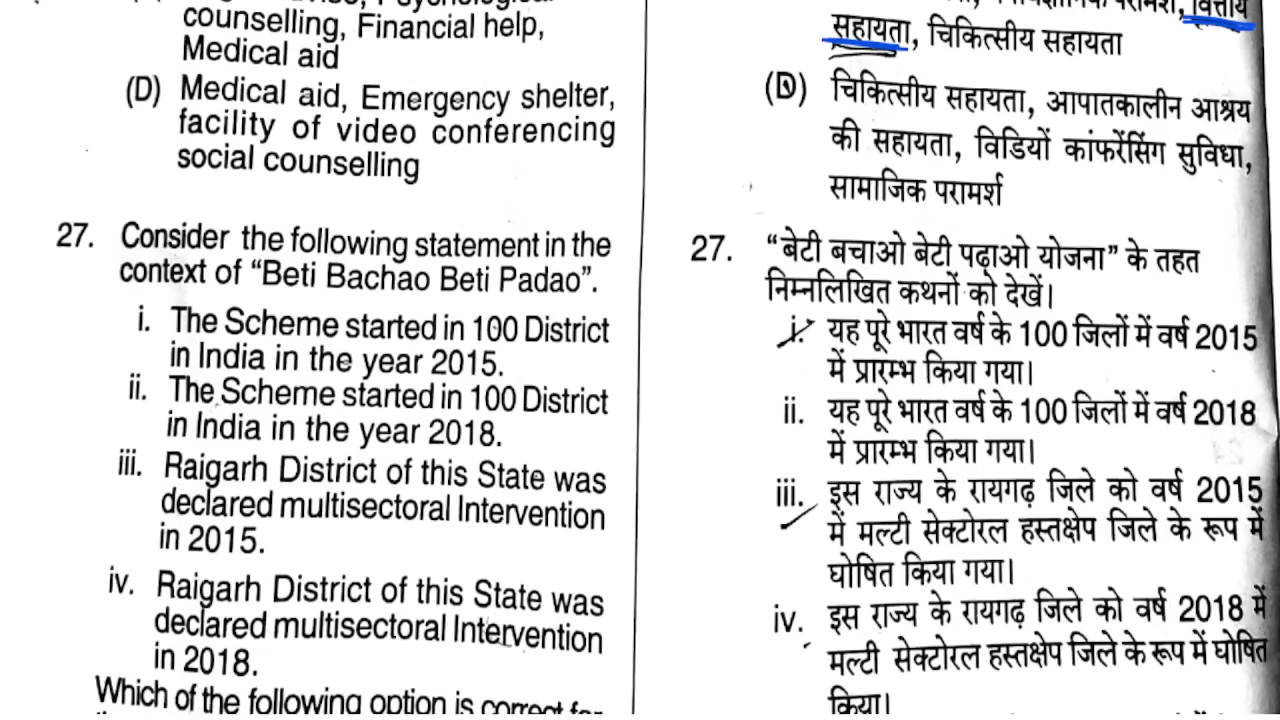 counselling, Financial help,
Medical aid
(D) Medical aid, Emergency shelter,
facility of video conferencing
social counselling
27. Consider the following statement in the
context of “Beti Bachao Beti Padao”.
i. The Scheme started in 100 District
in India in the year 2015.
ii. The Scheme started in 100 District
in India in the year 2018.
iii. Raigarh District of this State was
declared multisectoral Intervention
in 2015.
iv. Raigarh District of this State was
declared multisectoral Intervention
in 2018.
Which of the following option is correct for
परामर्श, वित्तीय
सहायता, चिकित्सीय सहायता
(D) चिकित्सीय सहायता, आपातकालीन आश्रय
की सहायता, विडियों कांफरेंसिंग सुविधा,
सामाजिक परामर्श
27. “बेटी बचाओ बेटी पढ़ाओ योजना” के तहत
निम्नलिखित कथनों को देखें।
i. यह पूरे भारत वर्ष के 100 जिलों में वर्ष 2015
में प्रारम्भ किया गया।
ii. यह पूरे भारत वर्ष के 100 जिलों में वर्ष 2018
में प्रारम्भ किया गया।
iii. इस राज्य के रायगढ़ जिले को वर्ष 2015
में मल्टी सेक्टोरल हस्तक्षेप जिले के रूप में
घोषित किया गया।
iv. इस राज्य के रायगढ़ जिले को वर्ष 2018 में
मल्टी सेक्टोरल हस्तक्षेप जिले के रूप में घोषित
किया।